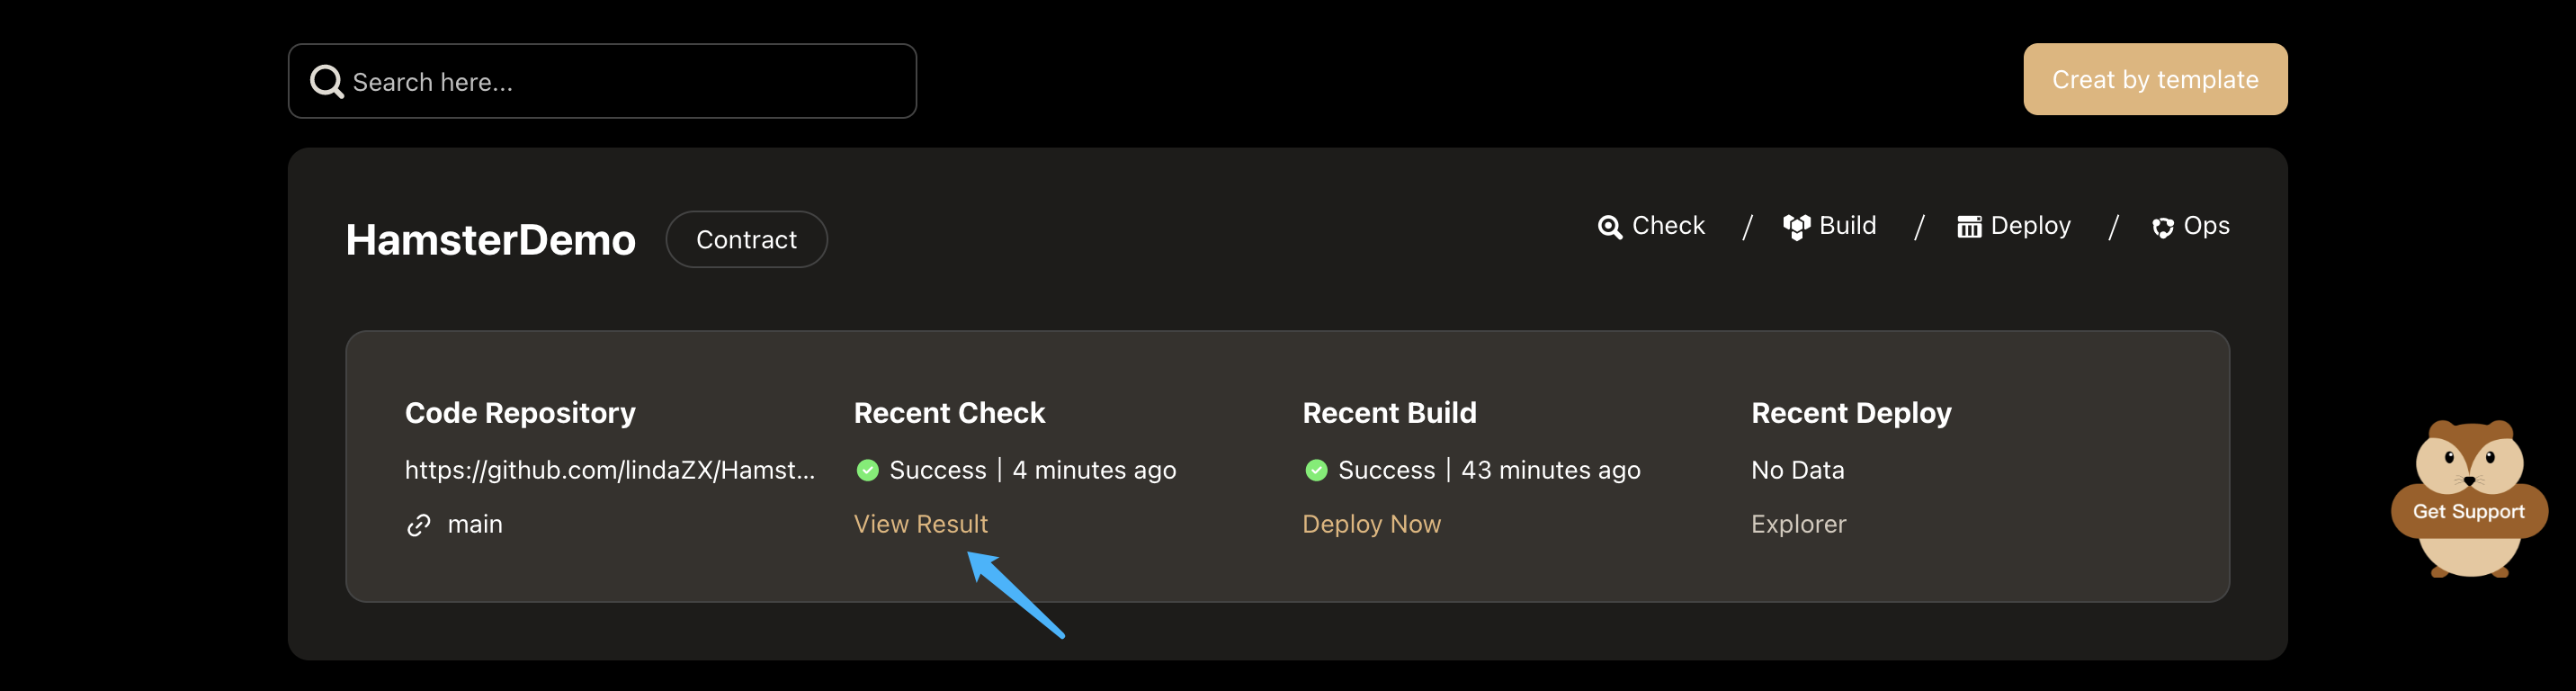 Search here...
Creat by template
HamsterDemo
Contract
Check / Build / Deploy / Ops
Code Repository
https://github.com/lindaZX/Hamst...
main
Recent Check
Success | 4 minutes ago
View Result
Recent Build
Success | 43 minutes ago
Deploy Now
Recent Deploy
No Data
Explorer
Get Support